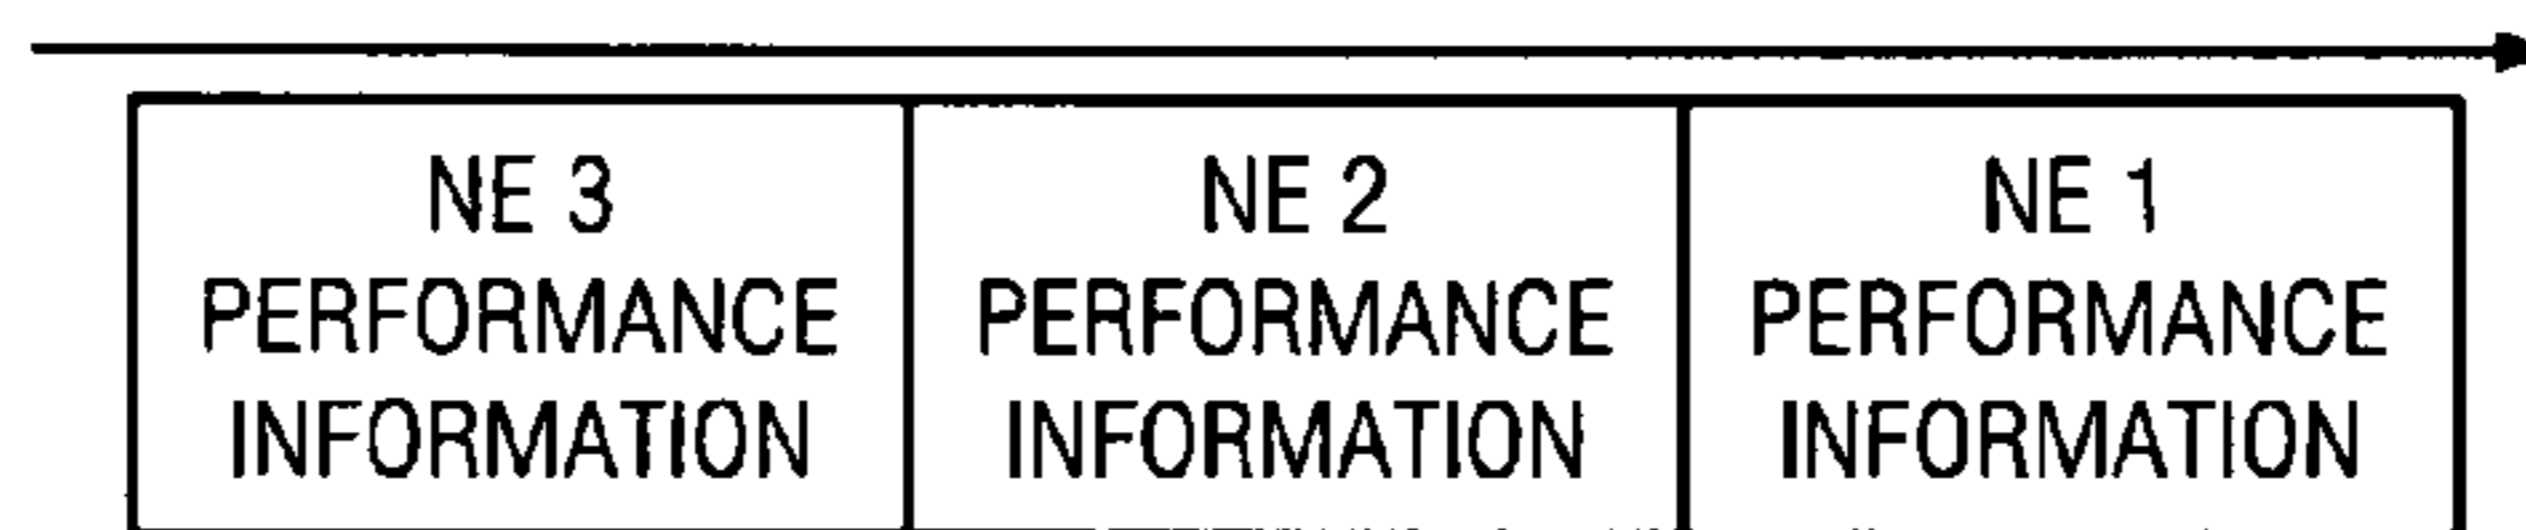 NE 3
PERFORMANCE
INFORMATION
NE 2
PERFORMANCE
INFORMATION
NE 1
PERFORMANCE
INFORMATION